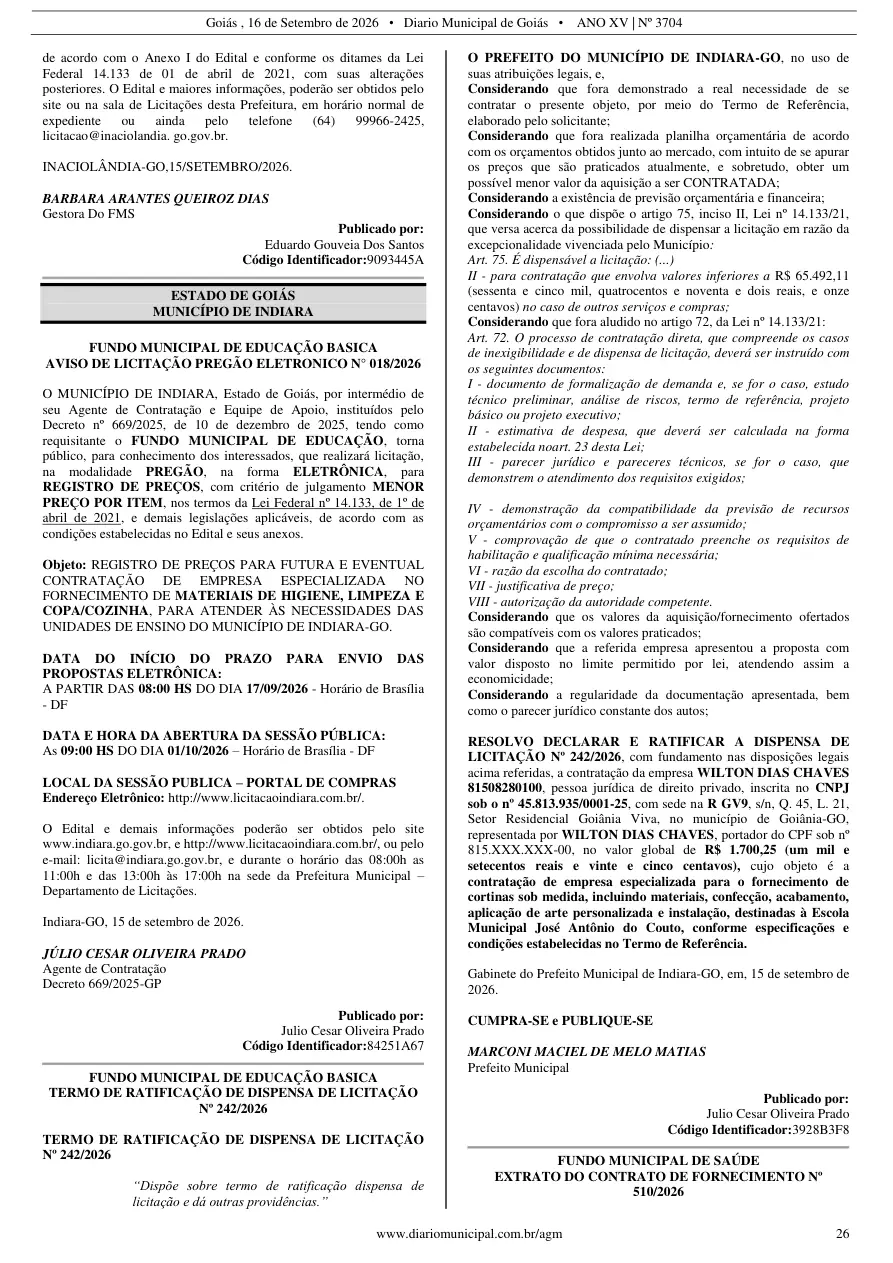 Goiás , 16 de Setembro de 2026 • Diario Municipal de Goiás • ANO XV | Nº 3704
de acordo com o Anexo I do Edital e conforme os ditames da Lei
Federal 14.133 de 01 de abril de 2021, com suas alterações
posteriores. O Edital e maiores informações, poderão ser obtidos pelo
site ou na sala de Licitações desta Prefeitura, em horário normal de
expediente ou ainda pelo telefone (64) 99966-2425,
licitacao@inaciolandia. go.gov.br.
INACIOLÂNDIA-GO,15/SETEMBRO/2026.
BARBARA ARANTES QUEIROZ DIAS
Gestora Do FMS
Publicado por:
Eduardo Gouveia Dos Santos
Código Identificador:9093445A
ESTADO DE GOIÁS
MUNICÍPIO DE INDIARA
FUNDO MUNICIPAL DE EDUCAÇÃO BASICA
AVISO DE LICITAÇÃO PREGÃO ELETRONICO N° 018/2026
O MUNICÍPIO DE INDIARA, Estado de Goiás, por intermédio de
seu Agente de Contratação e Equipe de Apoio, instituídos pelo
Decreto nº 669/2025, de 10 de dezembro de 2025, tendo como
requisitante o FUNDO MUNICIPAL DE EDUCAÇÃO, torna
público, para conhecimento dos interessados, que realizará licitação,
na modalidade PREGÃO, na forma ELETRÔNICA, para
REGISTRO DE PREÇOS, com critério de julgamento MENOR
PREÇO POR ITEM, nos termos da Lei Federal nº 14.133, de 1º de
abril de 2021, e demais legislações aplicáveis, de acordo com as
condições estabelecidas no Edital e seus anexos.
Objeto: REGISTRO DE PREÇOS PARA FUTURA E EVENTUAL
CONTRATAÇÃO DE EMPRESA ESPECIALIZADA NO
FORNECIMENTO DE MATERIAIS DE HIGIENE, LIMPEZA E
COPA/COZINHA, PARA ATENDER ÀS NECESSIDADES DAS
UNIDADES DE ENSINO DO MUNICÍPIO DE INDIARA-GO.
DATA DO INÍCIO DO PRAZO PARA ENVIO DAS
PROPOSTAS ELETRÔNICA:
A PARTIR DAS 08:00 HS DO DIA 17/09/2026 - Horário de Brasília
- DF
DATA E HORA DA ABERTURA DA SESSÃO PÚBLICA:
As 09:00 HS DO DIA 01/10/2026 – Horário de Brasília - DF
LOCAL DA SESSÃO PUBLICA – PORTAL DE COMPRAS
Endereço Eletrônico: http://www.licitacaoindiara.com.br/.
O Edital e demais informações poderão ser obtidos pelo site
www.indiara.go.gov.br, e http://www.licitacaoindiara.com.br/, ou pelo
e-mail: licita@indiara.go.gov.br, e durante o horário das 08:00h as
11:00h e das 13:00h às 17:00h na sede da Prefeitura Municipal –
Departamento de Licitações.
Indiara-GO, 15 de setembro de 2026.
JÚLIO CESAR OLIVEIRA PRADO
Agente de Contratação
Decreto 669/2025-GP
Publicado por:
Julio Cesar Oliveira Prado
Código Identificador:84251A67
FUNDO MUNICIPAL DE EDUCAÇÃO BASICA
TERMO DE RATIFICAÇÃO DE DISPENSA DE LICITAÇÃO
Nº 242/2026
TERMO DE RATIFICAÇÃO DE DISPENSA DE LICITAÇÃO
Nº 242/2026
“Dispõe sobre termo de ratificação dispensa de
licitação e dá outras providências.”
O PREFEITO DO MUNICÍPIO DE INDIARA-GO, no uso de
suas atribuições legais, e,
Considerando que fora demonstrado a real necessidade de se
contratar o presente objeto, por meio do Termo de Referência,
elaborado pelo solicitante;
Considerando que fora realizada planilha orçamentária de acordo
com os orçamentos obtidos junto ao mercado, com intuito de se apurar
os preços que são praticados atualmente, e sobretudo, obter um
possível menor valor da aquisição a ser CONTRATADA;
Considerando a existência de previsão orçamentária e financeira;
Considerando o que dispõe o artigo 75, inciso II, Lei nº 14.133/21,
que versa acerca da possibilidade de dispensar a licitação em razão da
excepcionalidade vivenciada pelo Município:
Art. 75. É dispensável a licitação: (...)
II - para contratação que envolva valores inferiores a R$ 65.492,11
(sessenta e cinco mil, quatrocentos e noventa e dois reais, e onze
centavos) no caso de outros serviços e compras;
Considerando que fora aludido no artigo 72, da Lei nº 14.133/21:
Art. 72. O processo de contratação direta, que compreende os casos
de inexigibilidade e de dispensa de licitação, deverá ser instruído com
os seguintes documentos:
I - documento de formalização de demanda e, se for o caso, estudo
técnico preliminar, análise de riscos, termo de referência, projeto
básico ou projeto executivo;
II - estimativa de despesa, que deverá ser calculada na forma
estabelecida noart. 23 desta Lei;
III - parecer jurídico e pareceres técnicos, se for o caso, que
demonstrem o atendimento dos requisitos exigidos;
IV - demonstração da compatibilidade da previsão de recursos
orçamentários com o compromisso a ser assumido;
V - comprovação de que o contratado preenche os requisitos de
habilitação e qualificação mínima necessária;
VI - razão da escolha do contratado;
VII - justificativa de preço;
VIII - autorização da autoridade competente.
Considerando que os valores da aquisição/fornecimento ofertados
são compatíveis com os valores praticados;
Considerando que a referida empresa apresentou a proposta com
valor disposto no limite permitido por lei, atendendo assim a
economicidade;
Considerando a regularidade da documentação apresentada, bem
como o parecer jurídico constante dos autos;
RESOLVO DECLARAR E RATIFICAR A DISPENSA DE
LICITAÇÃO Nº 242/2026, com fundamento nas disposições legais
acima referidas, a contratação da empresa WILTON DIAS CHAVES
81508280100, pessoa jurídica de direito privado, inscrita no CNPJ
sob o nº 45.813.935/0001-25, com sede na R GV9, s/n, Q. 45, L. 21,
Setor Residencial Goiânia Viva, no município de Goiânia-GO,
representada por WILTON DIAS CHAVES, portador do CPF sob nº
815.XXX.XXX-00, no valor global de R$ 1.700,25 (um mil e
setecentos reais e vinte e cinco centavos), cujo objeto é a
contratação de empresa especializada para o fornecimento de
cortinas sob medida, incluindo materiais, confecção, acabamento,
aplicação de arte personalizada e instalação, destinadas à Escola
Municipal José Antônio do Couto, conforme especificações e
condições estabelecidas no Termo de Referência.
Gabinete do Prefeito Municipal de Indiara-GO, em, 15 de setembro de
2026.
CUMPRA-SE e PUBLIQUE-SE
MARCONI MACIEL DE MELO MATIAS
Prefeito Municipal
Publicado por:
Julio Cesar Oliveira Prado
Código Identificador:3928B3F8
FUNDO MUNICIPAL DE SAÚDE
EXTRATO DO CONTRATO DE FORNECIMENTO Nº
510/2026
www.diariomunicipal.com.br/agm 26